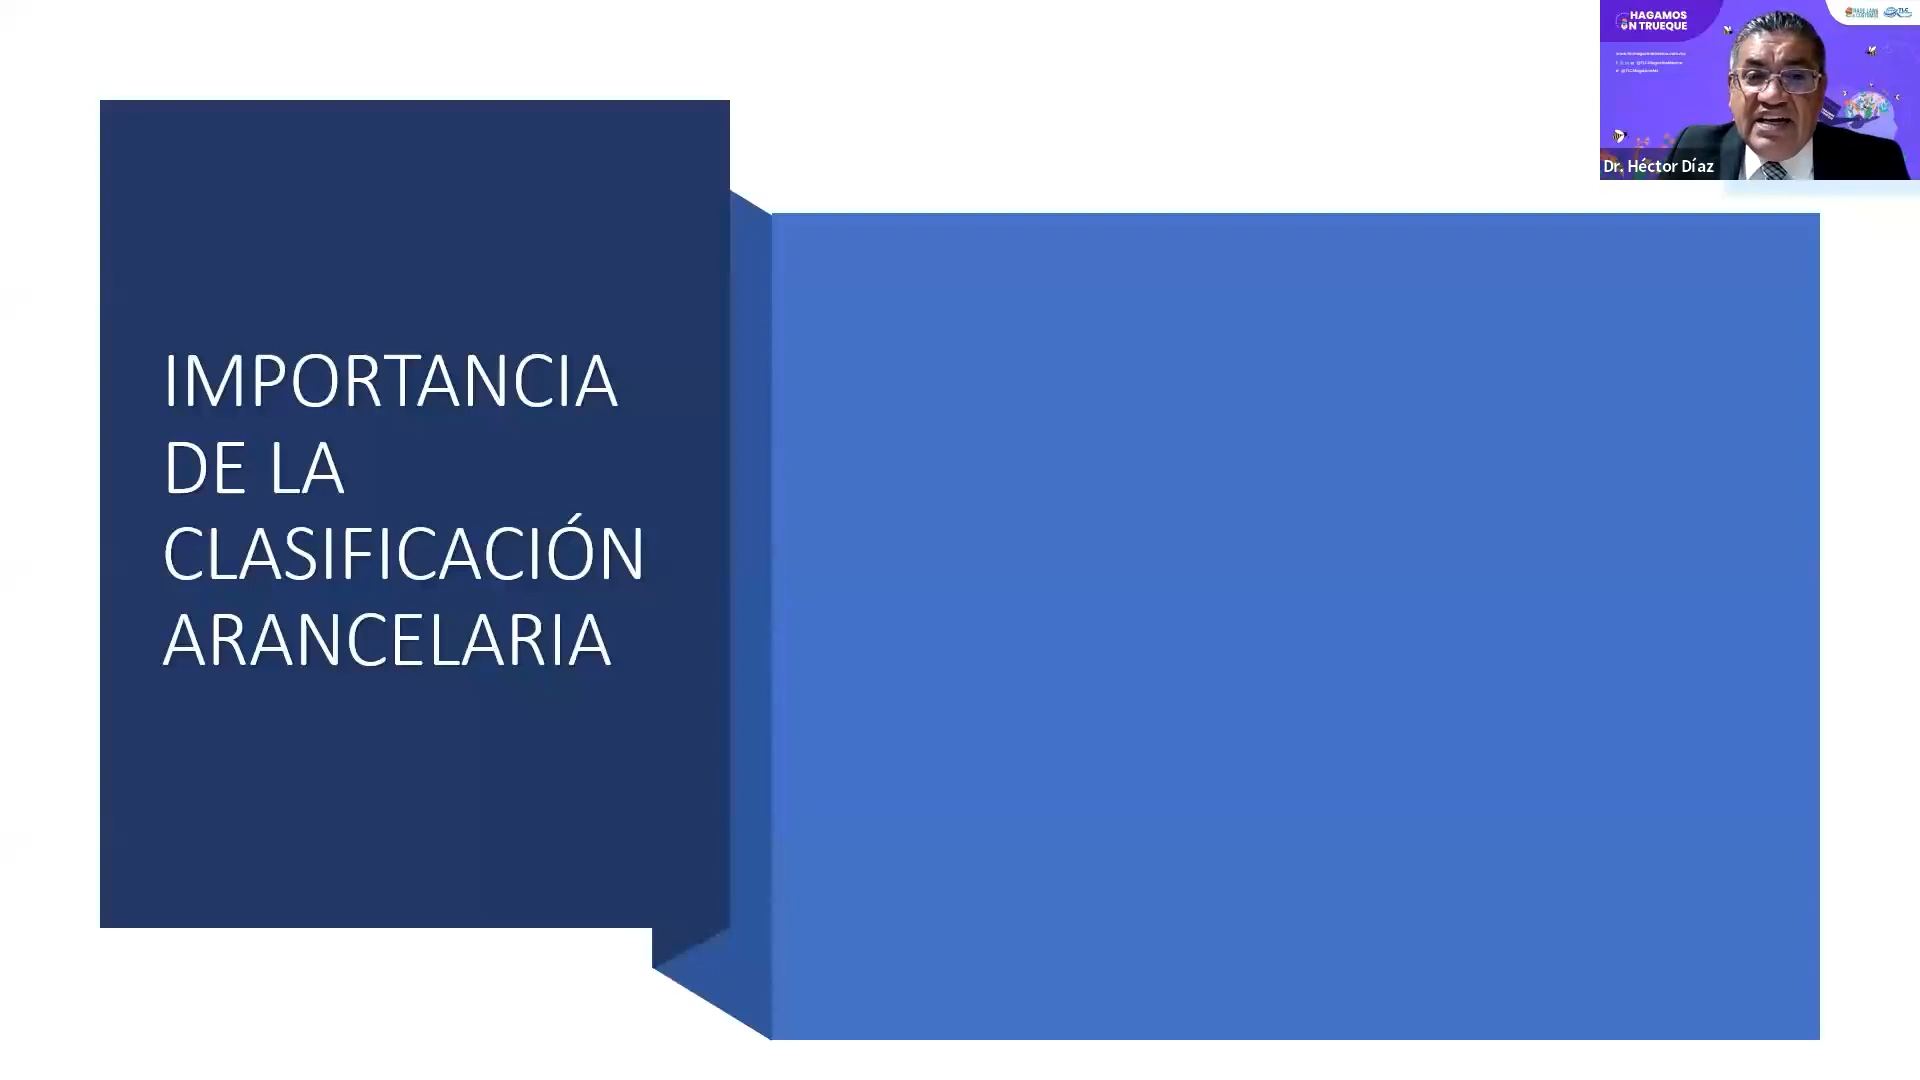 IMPORTANCIA
DE LA
CLASIFICACIÓN
ARANCELARIA
HAGAMOS
UN TRUEQUE
Dr. Héctor Díaz